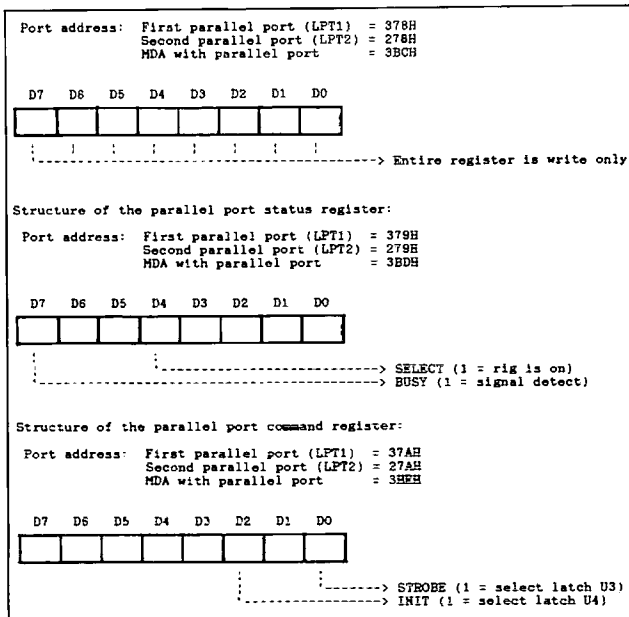 Port address: First parallel port (LPT1) = 378H
Second parallel port (LPT2) = 278H
MDA with parallel port = 3BCH
D7 D6 D5 D4 D3 D2 D1 D0
Entire register is write only
Structure of the parallel port status register:
Port address: First parallel port (LPT1) = 379H
Second parallel port (LPT2) = 279H
MDA with parallel port = 3BDH
D7 D6 D5 D4 D3 D2 D1 D0
SELECT (1 = rig is on)
BUSY (1 = signal detect)
Structure of the parallel port command register:
Port address: First parallel port (LPT1) = 37AH
Second parallel port (LPT2) = 27AH
MDA with parallel port = 3BEH
D7 D6 D5 D4 D3 D2 D1 D0
STROBE (1 = select latch U3)
INIT (1 = select latch U4)